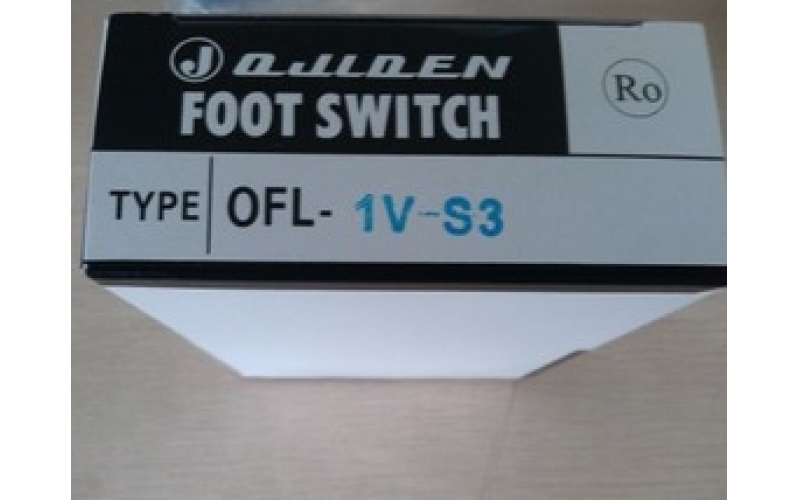 J OJIDEN
FOOT SWITCH
Ro
TYPE OFL- 1V-S3